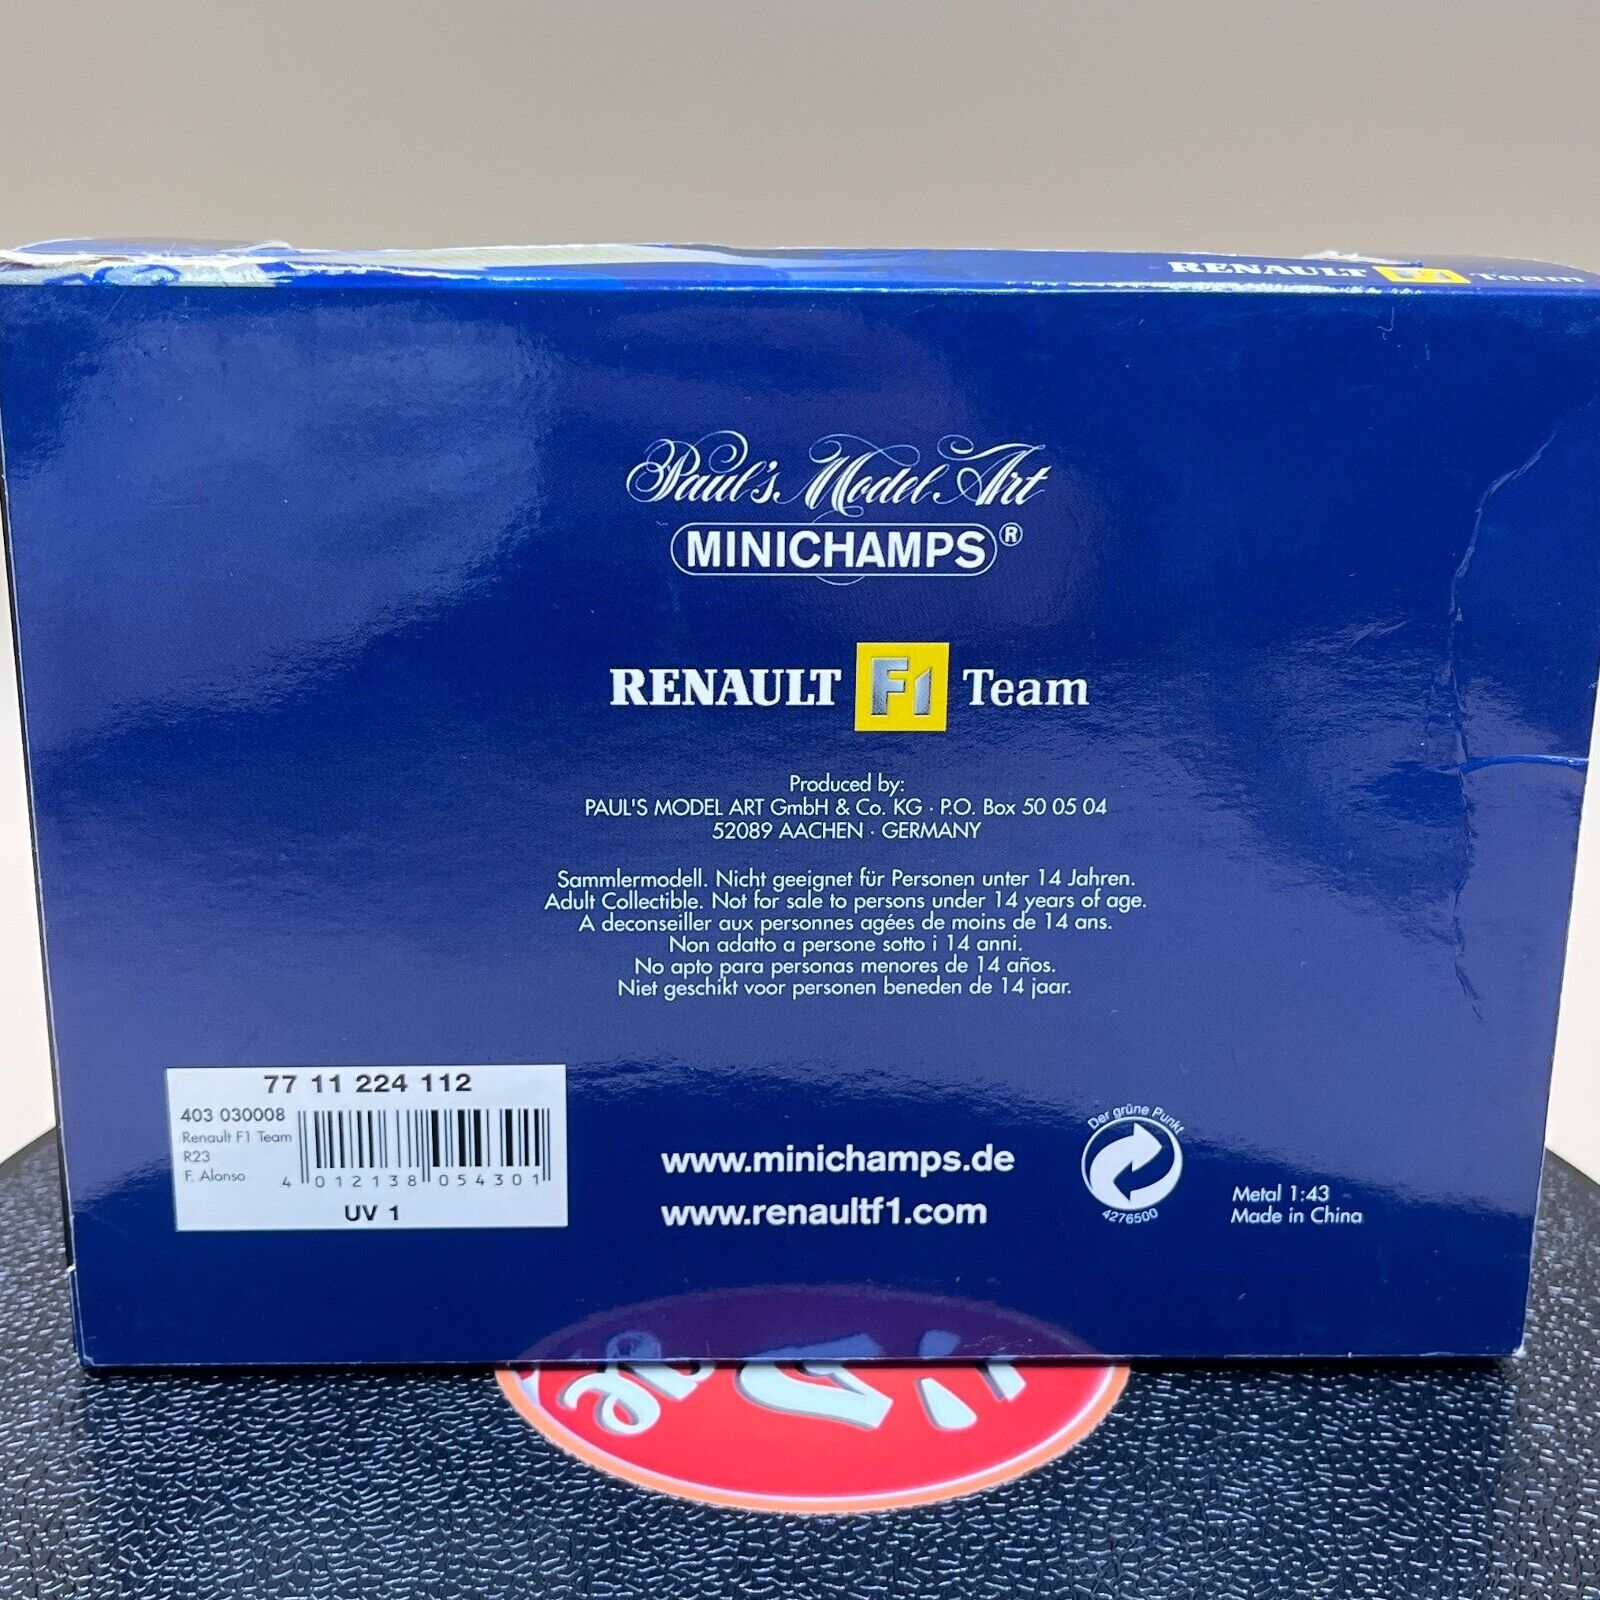 RENAULT F1 Team
Paul's Model Art
MINICHAMPS®
RENAULT F1 Team
Produced by:
PAUL'S MODEL ART GmbH & Co. KG · P.O. Box 50 05 04
52089 AACHEN · GERMANY
Sammlermodell. Nicht geeignet für Personen unter 14 Jahren.
Adult Collectible. Not for sale to persons under 14 years of age.
A deconseiller aux personnes agées de moins de 14 ans.
Non adatto a persone sotto i 14 anni.
No apto para personas menores de 14 años.
Niet geschikt voor personen beneden de 14 jaar.
77 11 224 112
403 030008
Renault F1 Team
R23
F. Alonso
4 012138 054301
UV 1
www.minichamps.de
www.renaultf1.com
Der grüne Punkt
4276500
Metal 1:43
Made in China